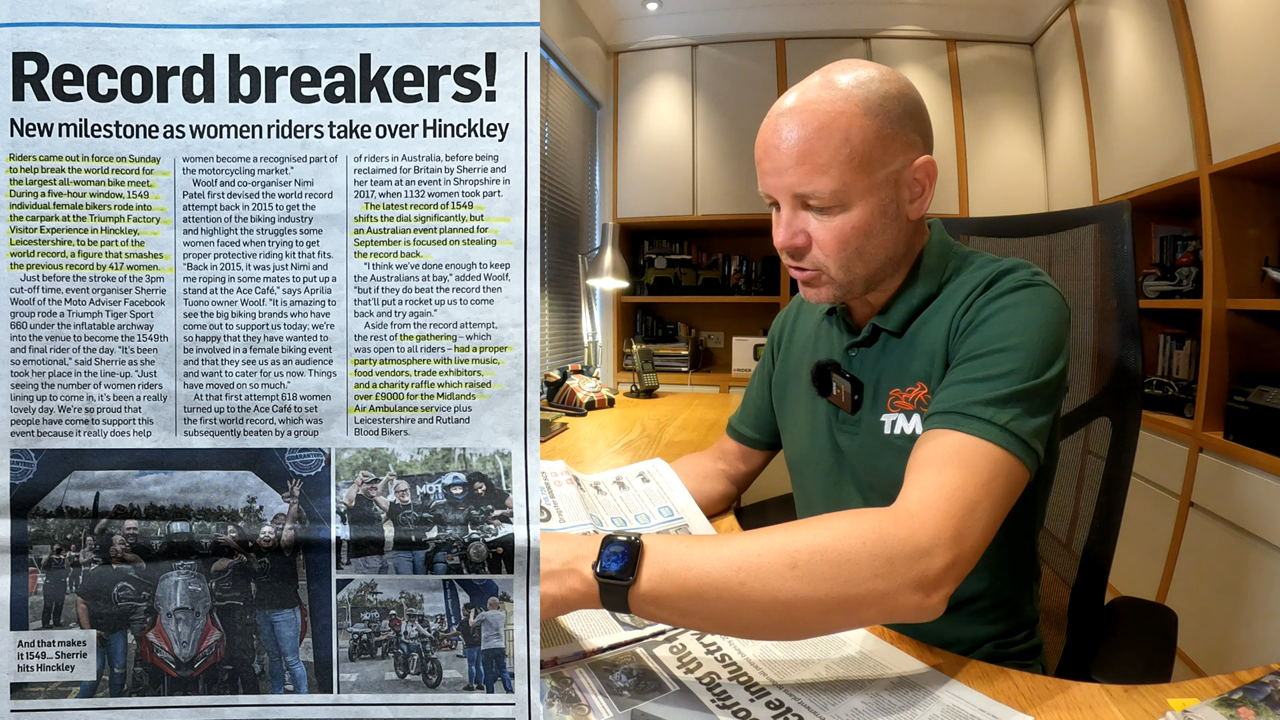 Record breakers!
New milestone as women riders take over Hinckley
Riders came out in force on Sunday
to help break the world record for
the largest all-woman bike meet.
During a five-hour window, 1549
individual female bikers rode into
the carpark at the Triumph Factory
Visitor Experience in Hinckley,
Leicestershire, to be part of the
world record, a figure that smashes
the previous record by 417 women.
Just before the stroke of the 3pm
cut-off time, event organiser Sherrie
Woolf of the Moto Adviser Facebook
group rode a Triumph Tiger Sport
660 under the inflatable archway
into the venue to become the 1549th
and final rider of the day. "It's been
so emotional," said Sherrie as she
took her place in the line-up. "Just
seeing the number of women riders
lining up to come in, it's been a really
lovely day. We're so proud that
people have come to support this
event because it really does help
women become a recognised part of
the motorcycling market."
Woolf and co-organiser Nimi
Patel first devised the world record
attempt back in 2015 to get the
attention of the biking industry
and highlight the struggles some
women faced when trying to get
proper protective riding kit that fits.
"Back in 2015, it was just Nimi and
me roping in some mates to put up a
stand at the Ace Café," says Aprilia
Tuono owner Woolf. "It is amazing to
see the big biking brands who have
come out to support us today; we're
so happy that they have wanted to
be involved in a female biking event
and that they see us as an audience
and want to cater for us now. Things
have moved on so much."
At that first attempt 618 women
turned up to the Ace Café to set
the first world record, which was
subsequently beaten by a group
of riders in Australia, before being
reclaimed for Britain by Sherrie and
her team at an event in Shropshire in
2017, when 1132 women took part.
The latest record of 1549
shifts the dial significantly, but
an Australian event planned for
September is focused on stealing
the record back.
"I think we've done enough to keep
the Australians at bay," added Woolf,
"but if they do beat the record then
that'll put a rocket up us to come
back and try again."
Aside from the record attempt,
the rest of the gathering – which
was open to all riders – had a proper
party atmosphere with live music,
food vendors, trade exhibitors,
and a charity raffle which raised
over £9000 for the Midlands
Air Ambulance service plus
Leicestershire and Rutland
Blood Bikers.
And that makes
it 1549... Sherrie
hits Hinckley
MOTO
TM